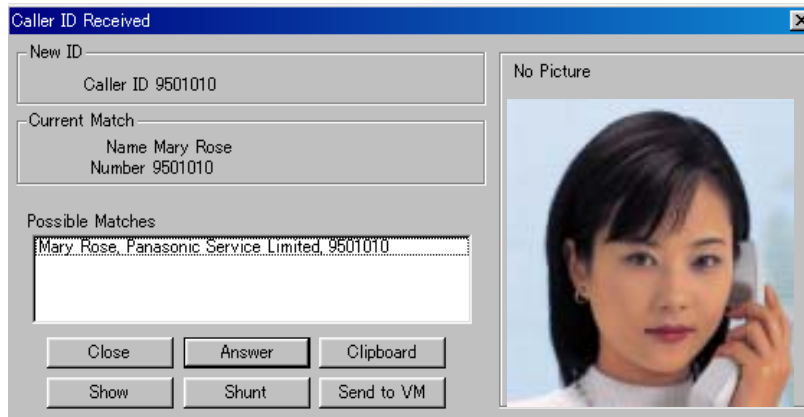 Caller ID Received
New ID
Caller ID 9501010
Current Match
Name Mary Rose
Number 9501010
Possible Matches
Mary Rose, Panasonic Service Limited, 9501010
Close
Answer
Clipboard
Show
Shunt
Send to VM
No Picture